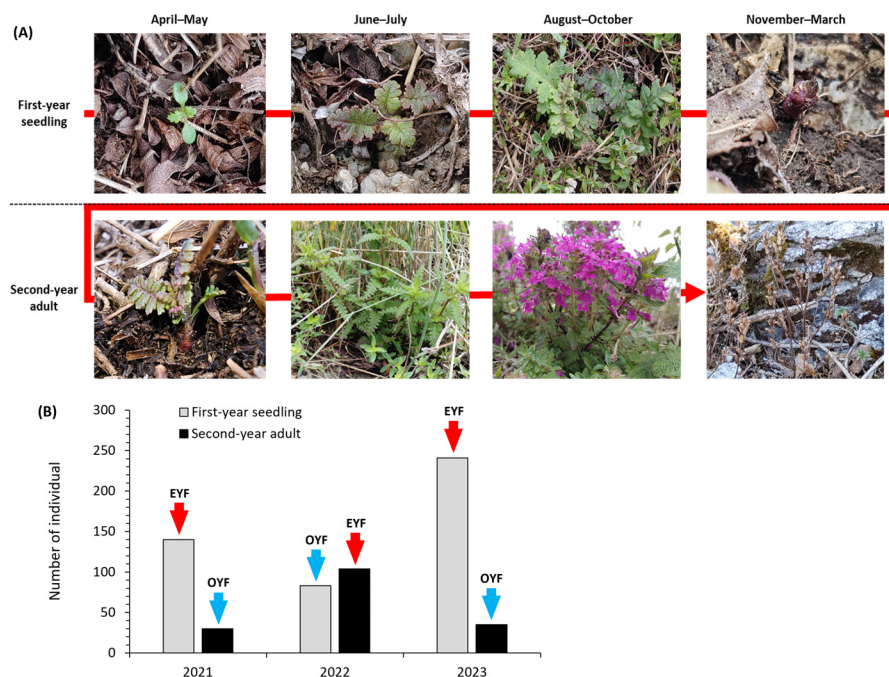 April–May
June–July
August–October
November–March
(A)
First-year
seedling
Second-year
adult
(B)
300
250
200
150
100
50
0
Number of individual
First-year seedling
Second-year adult
EYF
OYF
OYF
EYF
EYF
OYF
2021
2022
2023